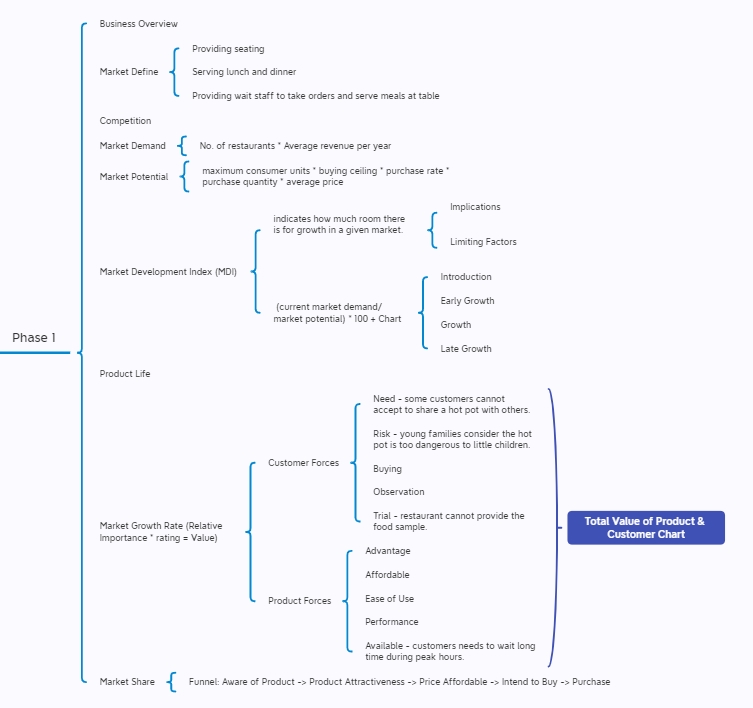 Phase 1
Business Overview
Market Define
Providing seating
Serving lunch and dinner
Providing wait staff to take orders and serve meals at table
Competition
Market Demand
No. of restaurants * Average revenue per year
Market Potential
maximum consumer units * buying ceiling * purchase rate *
purchase quantity * average price
Market Development Index (MDI)
indicates how much room there
is for growth in a given market.
Implications
Limiting Factors
(current market demand/
market potential) * 100 + Chart
Introduction
Early Growth
Growth
Late Growth
Product Life
Market Growth Rate (Relative
Importance * rating = Value)
Customer Forces
Need - some customers cannot
accept to share a hot pot with others.
Risk - young families consider the hot
pot is too dangerous to little children.
Buying
Observation
Trial - restaurant cannot provide the
food sample.
Product Forces
Advantage
Affordable
Ease of Use
Performance
Available - customers needs to wait long
time during peak hours.
Total Value of Product &
Customer Chart
Market Share
Funnel: Aware of Product -> Product Attractiveness -> Price Affordable -> Intend to Buy -> Purchase